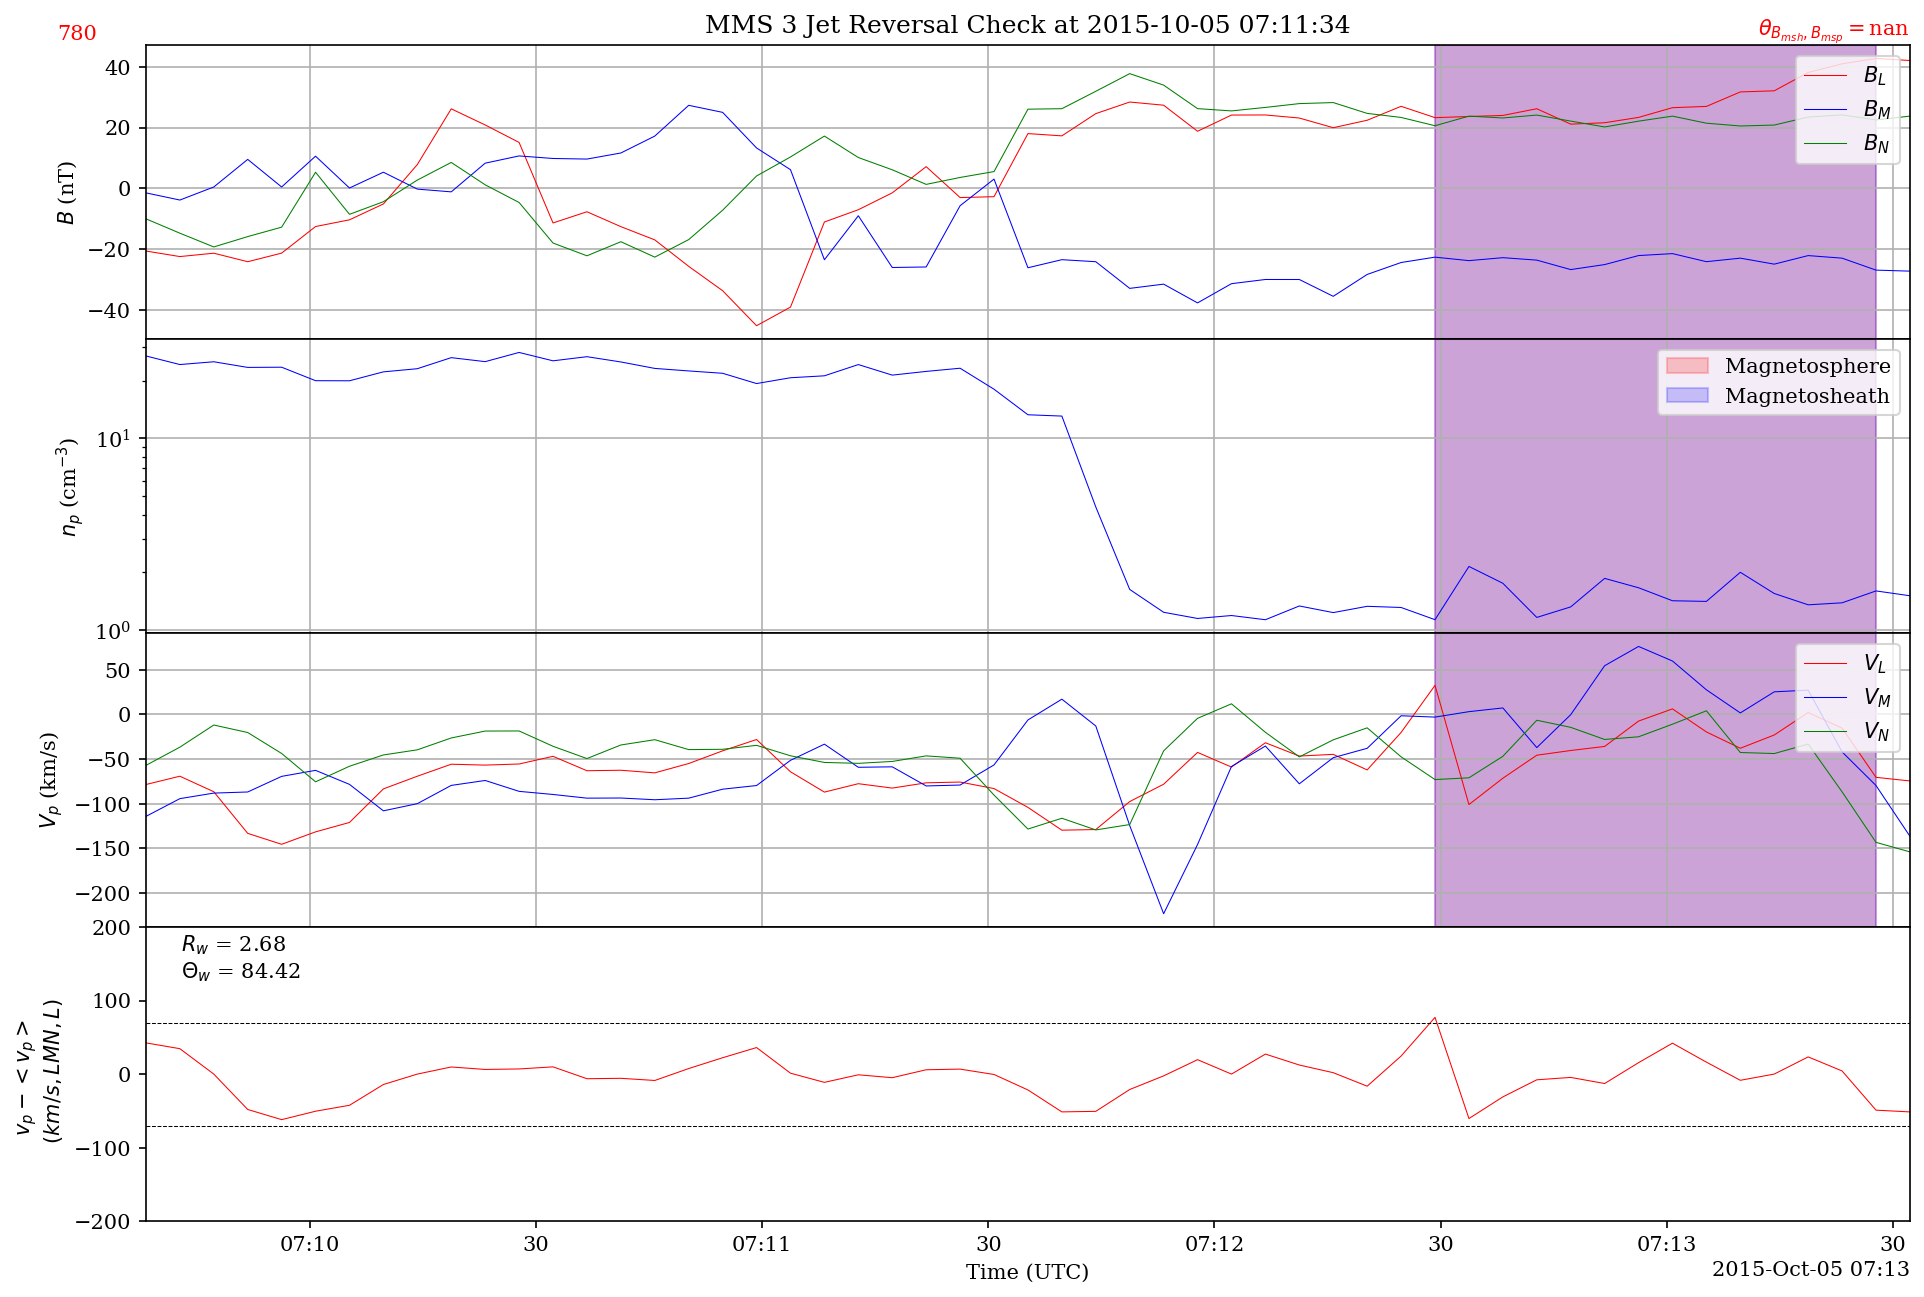 780
MMS 3 Jet Reversal Check at 2015-10-05 07:11:34
θ_{B_{msh}, B_{msp}} = nan
40
20
0
−20
−40
B (nT)
B_L
B_M
B_N
10^1
10^0
n_p (cm^{−3})
Magnetosphere
Magnetosheath
50
0
−50
−100
−150
−200
V_p (km/s)
V_L
V_M
V_N
200
100
0
−100
−200
v_p − < v_p >
(km/s, LMN, L)
R_w = 2.68
Θ_w = 84.42
07:10 30 07:11 30 07:12 30 07:13 30
Time (UTC)
2015-Oct-05 07:13